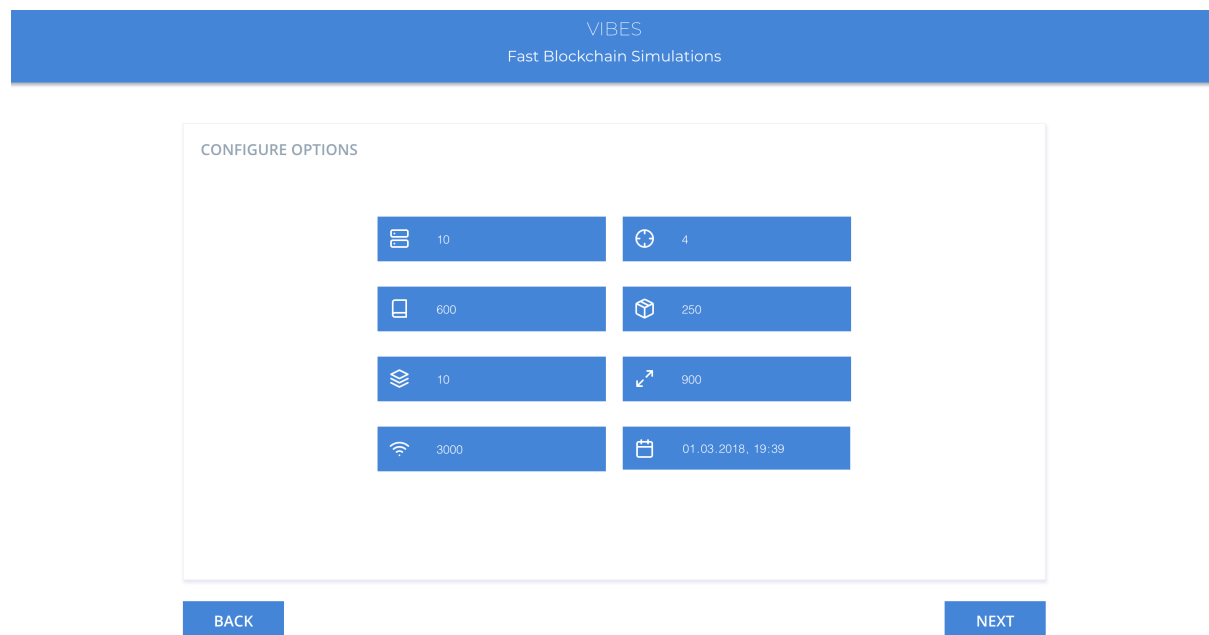 VIBES
Fast Blockchain Simulations
CONFIGURE OPTIONS
10
4
600
250
10
900
3000
01.03.2018, 19:39
BACK
NEXT